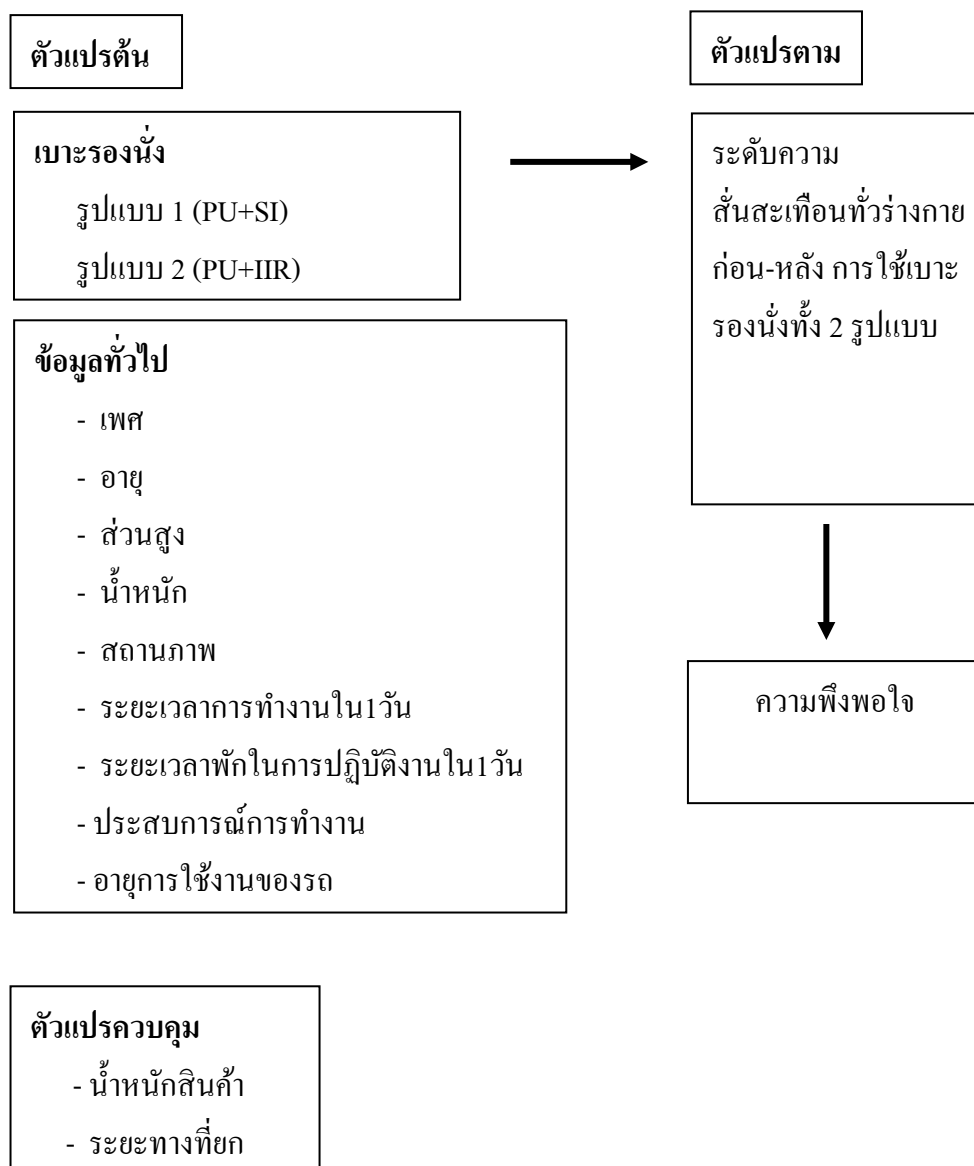 ตัวแปรต้น
เบาะรองนั่ง
รูปแบบ 1 (PU+SI)
รูปแบบ 2 (PU+IIR)
ข้อมูลทั่วไป
- เพศ
- อายุ
- ส่วนสูง
- น้ำหนัก
- สถานภาพ
- ระยะเวลาการทำงานใน1วัน
- ระยะเวลาพักในการปฏิบัติงานใน1วัน
- ประสบการณ์การทำงาน
- อายุการใช้งานของรถ
ตัวแปรตาม
ระดับความ
สั่นสะเทือนทั่วร่างกาย
ก่อน-หลัง การใช้เบาะ
รองนั่งทั้ง 2 รูปแบบ
ความพึงพอใจ
ตัวแปรควบคุม
- น้ำหนักสินค้า
- ระยะทางที่ยก